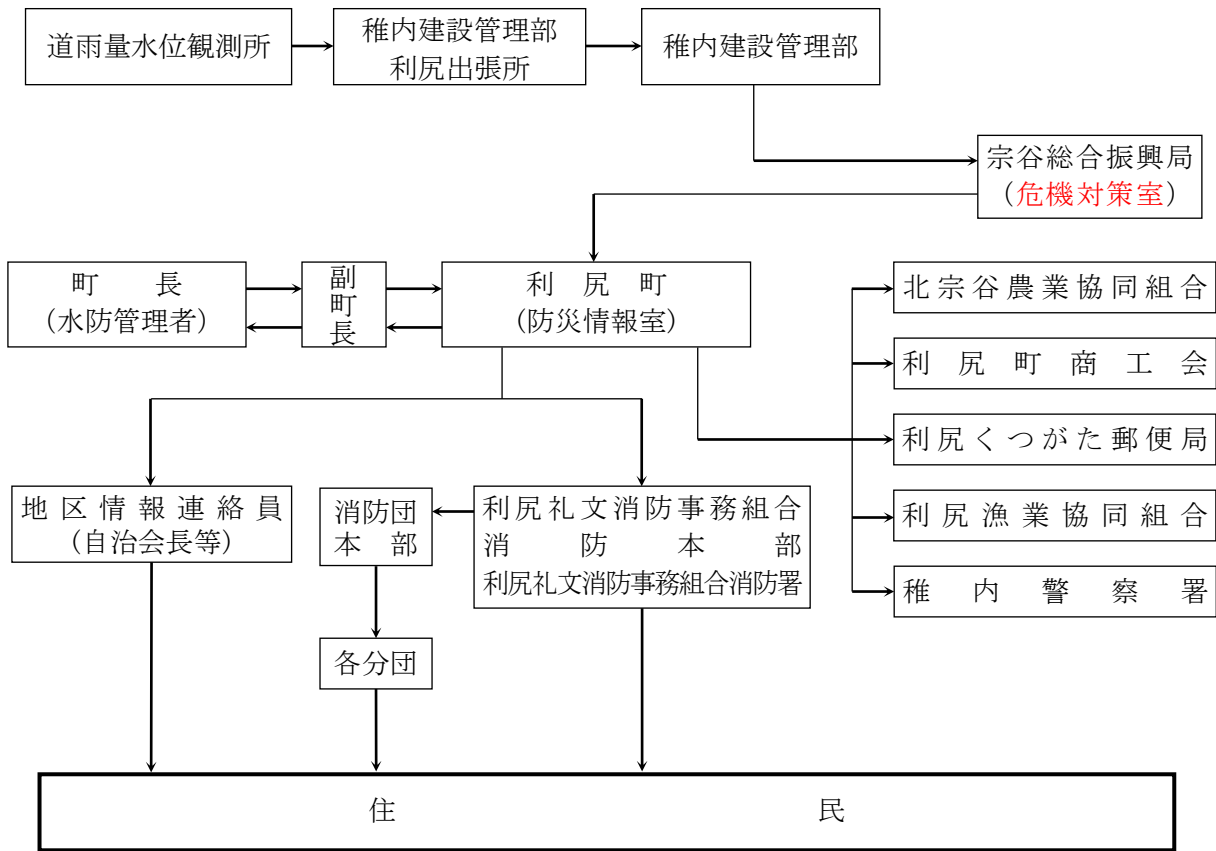 道雨量水位観測所
稚内建設管理部
利尻出張所
稚内建設管理部
宗谷総合振興局
（危機対策室）
町長
（水防管理者）
副町長
利尻町
（防災情報室）
北宗谷農業協同組合
利尻町商工会
利尻くつがた郵便局
利尻漁業協同組合
稚内警察署
地区情報連絡員
（自治会長等）
消防団
本部
利尻礼文消防事務組合
消防本部
利尻礼文消防事務組合消防署
各分団
住民